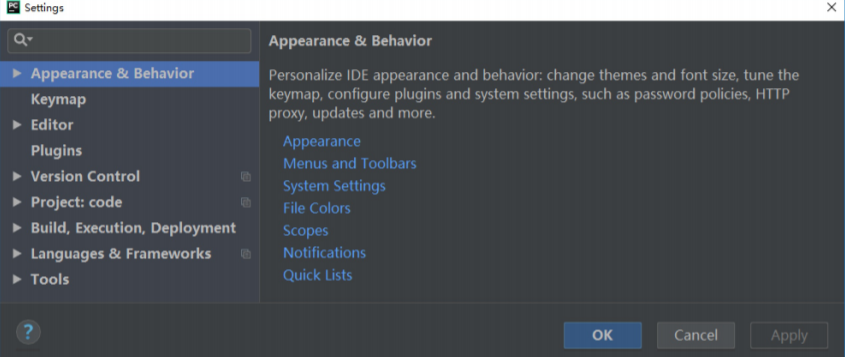 Settings
Appearance & Behavior
Keymap
Editor
Plugins
Version Control
Project: code
Build, Execution, Deployment
Languages & Frameworks
Tools
Appearance & Behavior
Personalize IDE appearance and behavior: change themes and font size, tune the
keymap, configure plugins and system settings, such as password policies, HTTP
proxy, updates and more.
Appearance
Menus and Toolbars
System Settings
File Colors
Scopes
Notifications
Quick Lists
?
OK
Cancel
Apply